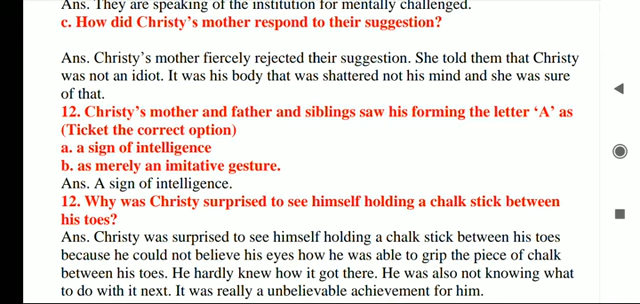 Ans. They are speaking of the institution for mentally challenged.
c. How did Christy's mother respond to their suggestion?
Ans. Christy's mother fiercely rejected their suggestion. She told them that Christy
was not an idiot. It was his body that was shattered not his mind and she was sure
of that.
12. Christy's mother and father and siblings saw his forming the letter ‘A’ as
(Ticket the correct option)
a. a sign of intelligence
b. as merely an imitative gesture.
Ans. A sign of intelligence.
12. Why was Christy surprised to see himself holding a chalk stick between
his toes?
Ans. Christy was surprised to see himself holding a chalk stick between his toes
because he could not believe his eyes how he was able to grip the piece of chalk
between his toes. He hardly knew how it got there. He was also not knowing what
to do with it next. It was really a unbelievable achievement for him.